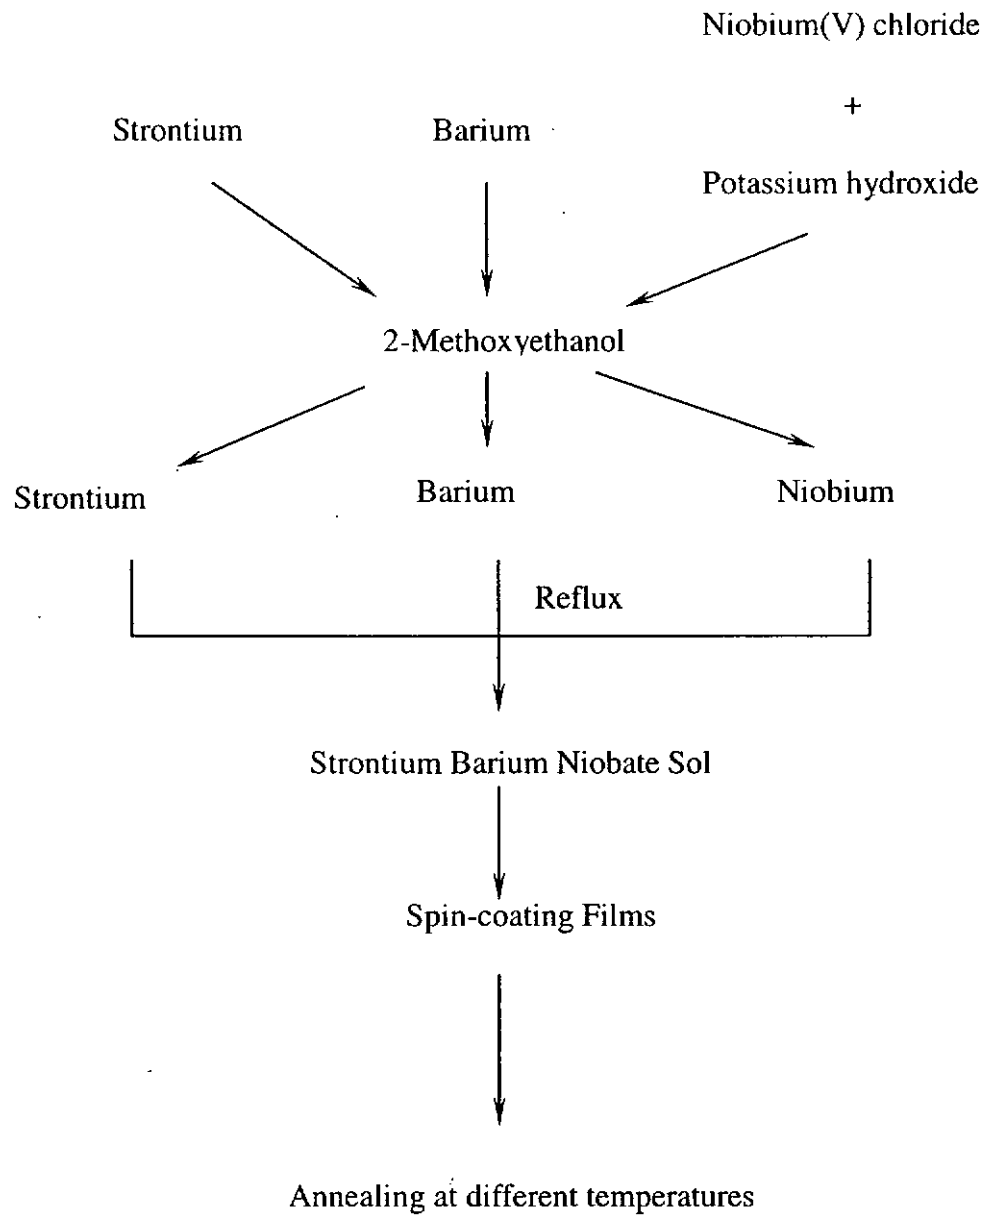 Niobium(V) chloride
+
Strontium
Barium
Potassium hydroxide
2-Methoxyethanol
Strontium
Barium
Niobium
Reflux
Strontium Barium Niobate Sol
Spin-coating Films
Annealing at different temperatures